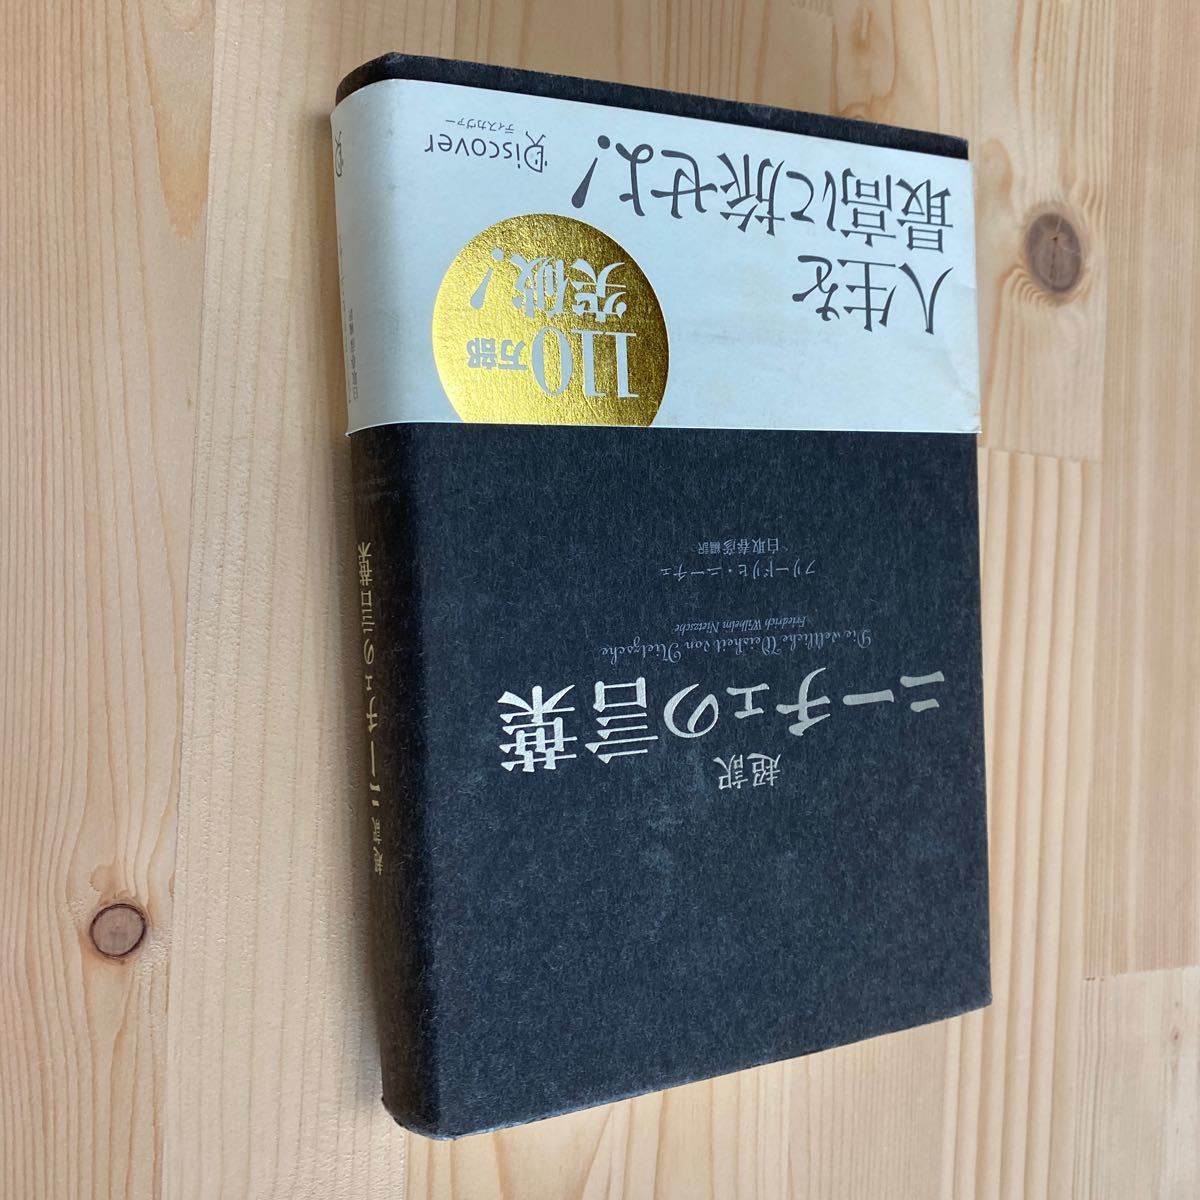 超訳
ニーチェの言葉
Die weltliche Weisheit von Nietzsche
Friedrich Wilhelm Nietzsche
フリードリヒ・ニーチェ
白取春彦 編訳
人生を
最高に旅せよ!
110万部
突破!
Discover
ディスカヴァー
超訳 ニーチェの言葉
白取春彦 編訳